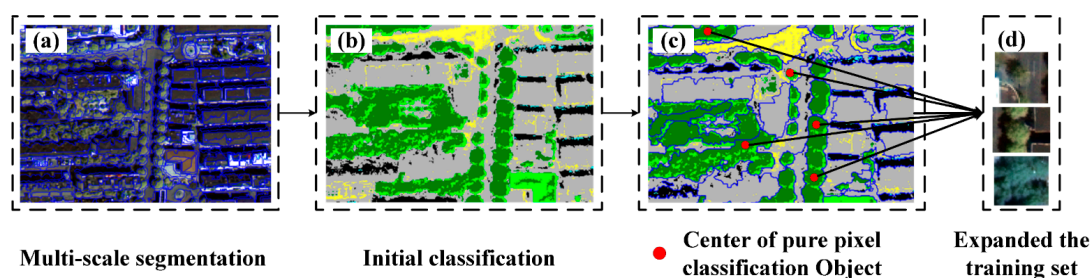 (a)
(b)
(c)
(d)
Multi-scale segmentation
Initial classification
Center of pure pixel
classification Object
Expanded the
training set